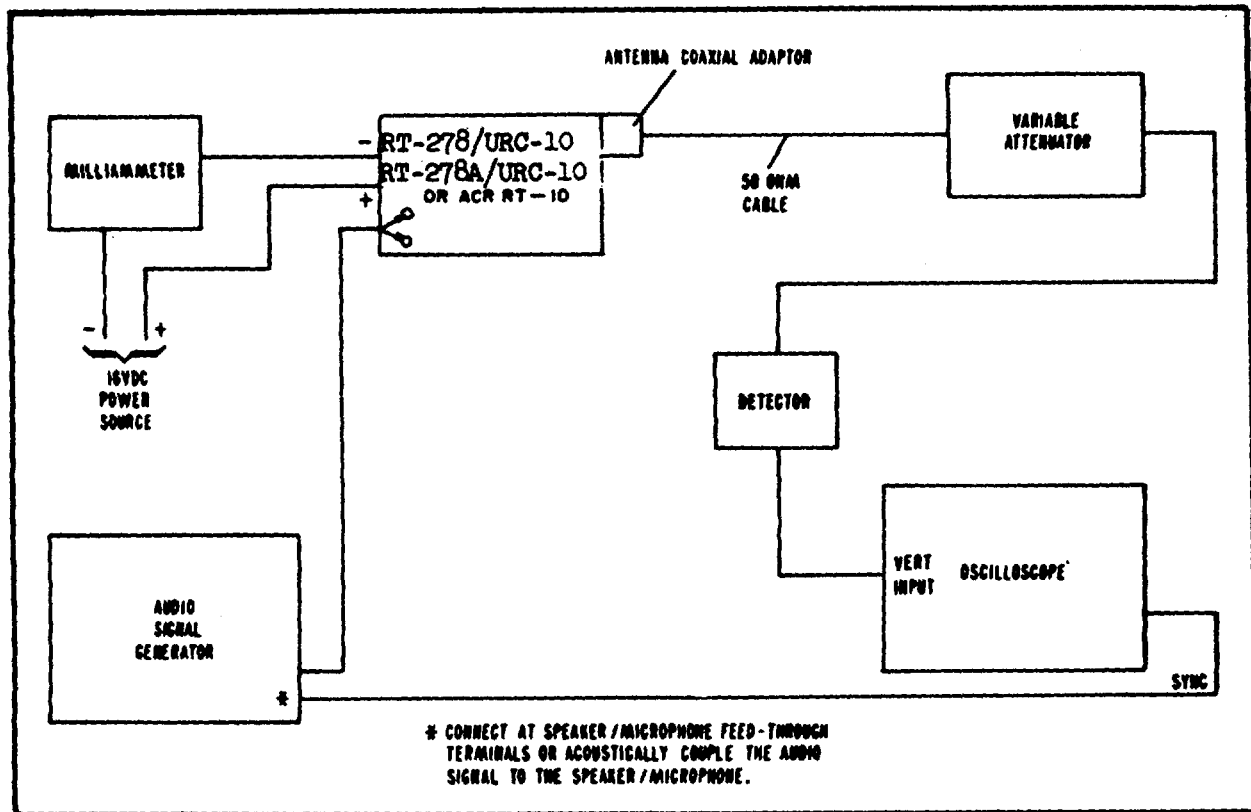 ANTENNA COAXIAL ADAPTOR
MILLIAMMETER
-
RT-278/URC-10
RT-278A/URC-10
+
OR ACR RT-10
50 OHM
CABLE
VARIABLE
ATTENUATOR
- +
16VDC
POWER
SOURCE
DETECTOR
VERT
INPUT
OSCILLOSCOPE
AUDIO
SIGNAL
GENERATOR
*
SYNC
* CONNECT AT SPEAKER/MICROPHONE FEED-THROUGH
TERMINALS OR ACOUSTICALLY COUPLE THE AUDIO
SIGNAL TO THE SPEAKER/MICROPHONE.